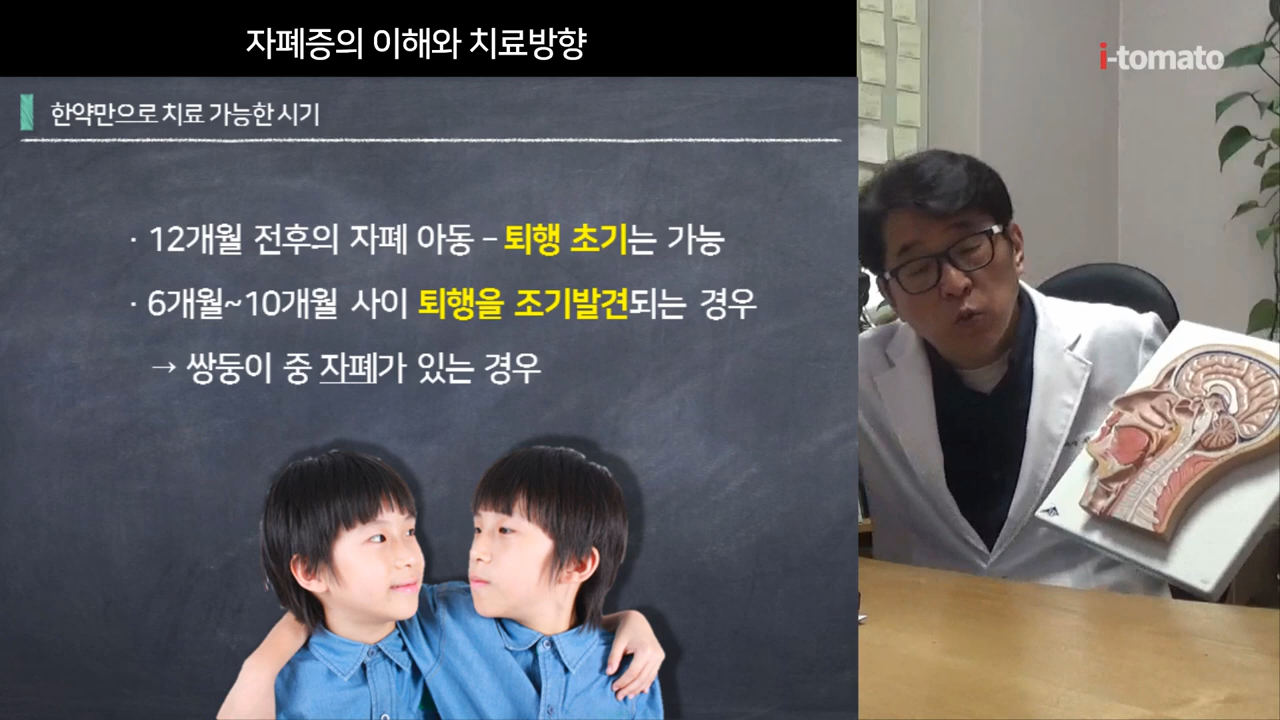 자폐증의 이해와 치료방향
i-tomato
한약만으로 치료 가능한 시기
· 12개월 전후의 자폐 아동 – 퇴행 초기는 가능
· 6개월~10개월 사이 퇴행을 조기발견되는 경우
→ 쌍둥이 중 자폐가 있는 경우